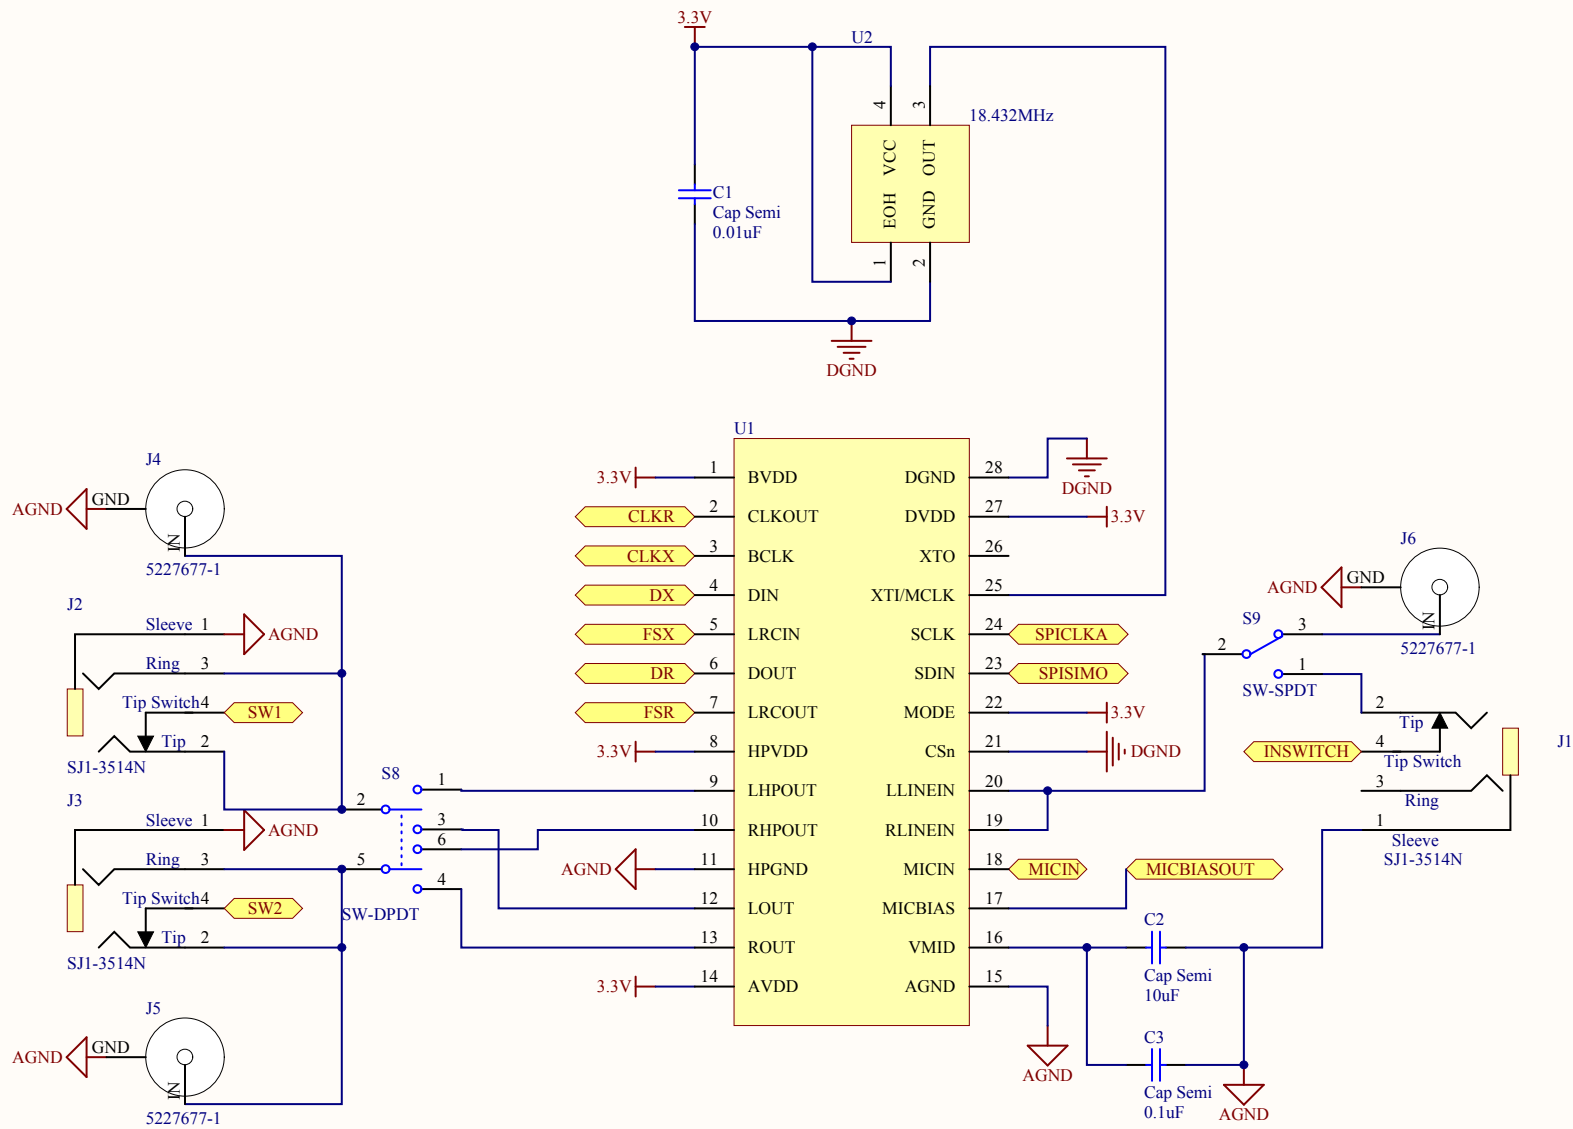 3.3V
U2
4
3
18.432MHz
VCC
OUT
EOH
GND
1
2
C1
Cap Semi
0.01uF
DGND
J4
AGND
GND
IN
5227677-1
J2
Sleeve 1
AGND
Ring 3
Tip Switch 4
SW1
Tip 2
SJ1-3514N
J3
Sleeve 1
AGND
Ring 3
Tip Switch 4
SW2
Tip 2
SJ1-3514N
J5
AGND
GND
IN
5227677-1
S8
1
2
3
6
5
4
SW-DPDT
U1
3.3V 1 BVDD
CLKR 2 CLKOUT
CLKX 3 BCLK
DX 4 DIN
FSX 5 LRCIN
DR 6 DOUT
FSR 7 LRCOUT
3.3V 8 HPVDD
9 LHPOUT
10 RHPOUT
AGND 11 HPGND
12 LOUT
13 ROUT
3.3V 14 AVDD
DGND 28
DGND
DVDD 27 3.3V
XTO 26
XTI/MCLK 25
SCLK 24 SPICLKA
SDIN 23 SPISIMO
MODE 22 3.3V
CSn 21 DGND
LLINEIN 20
RLINEIN 19
MICIN 18 MICIN
MICBIAS 17 MICBIASOUT
VMID 16
AGND 15
AGND
C2
Cap Semi
10uF
C3
Cap Semi
0.1uF
AGND
J6
AGND
GND
IN
5227677-1
S9
2
3
1
SW-SPDT
2
Tip
INSWITCH 4
Tip Switch
3
Ring
1
Sleeve
SJ1-3514N
J1